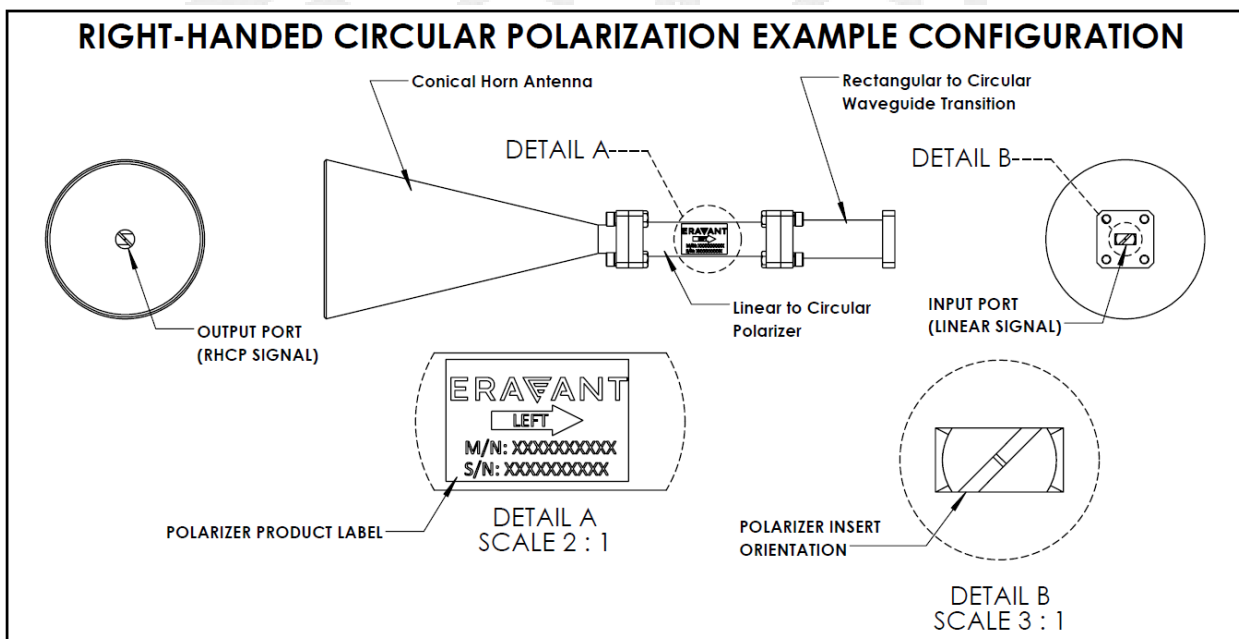 RIGHT-HANDED CIRCULAR POLARIZATION EXAMPLE CONFIGURATION
Conical Horn Antenna
Rectangular to Circular
Waveguide Transition
DETAIL A
DETAIL B
ERAVANT
OUTPUT PORT
(RHCP SIGNAL)
Linear to Circular
Polarizer
INPUT PORT
(LINEAR SIGNAL)
ERAVANT
LEFT
M/N: XXXXXXXXXXX
S/N: XXXXXXXXXX
POLARIZER PRODUCT LABEL
DETAIL A
SCALE 2 : 1
POLARIZER INSERT
ORIENTATION
DETAIL B
SCALE 3 : 1